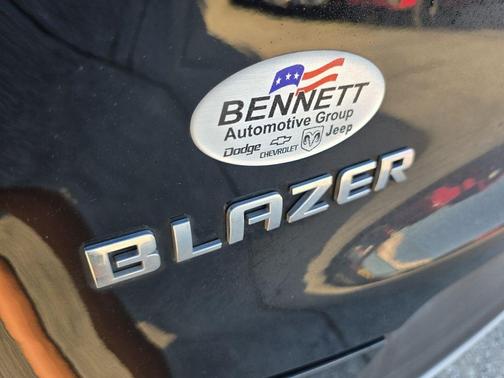 BENNETT
Automotive Group
Dodge CHEVROLET Jeep
BLAZER